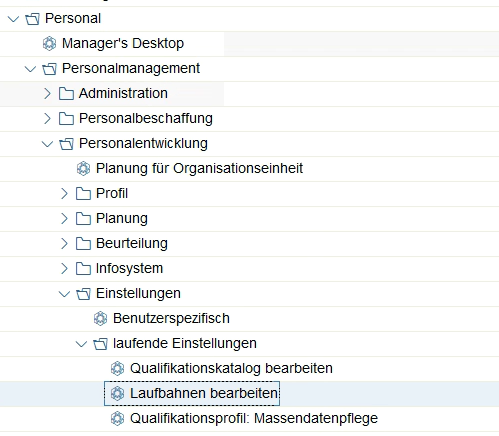 Personal
Manager's Desktop
Personalmanagement
Administration
Personalbeschaffung
Personalentwicklung
Planung für Organisationseinheit
Profil
Planung
Beurteilung
Infosystem
Einstellungen
Benutzerspezifisch
laufende Einstellungen
Qualifikationskatalog bearbeiten
Laufbahnen bearbeiten
Qualifikationsprofil: Massendatenpflege